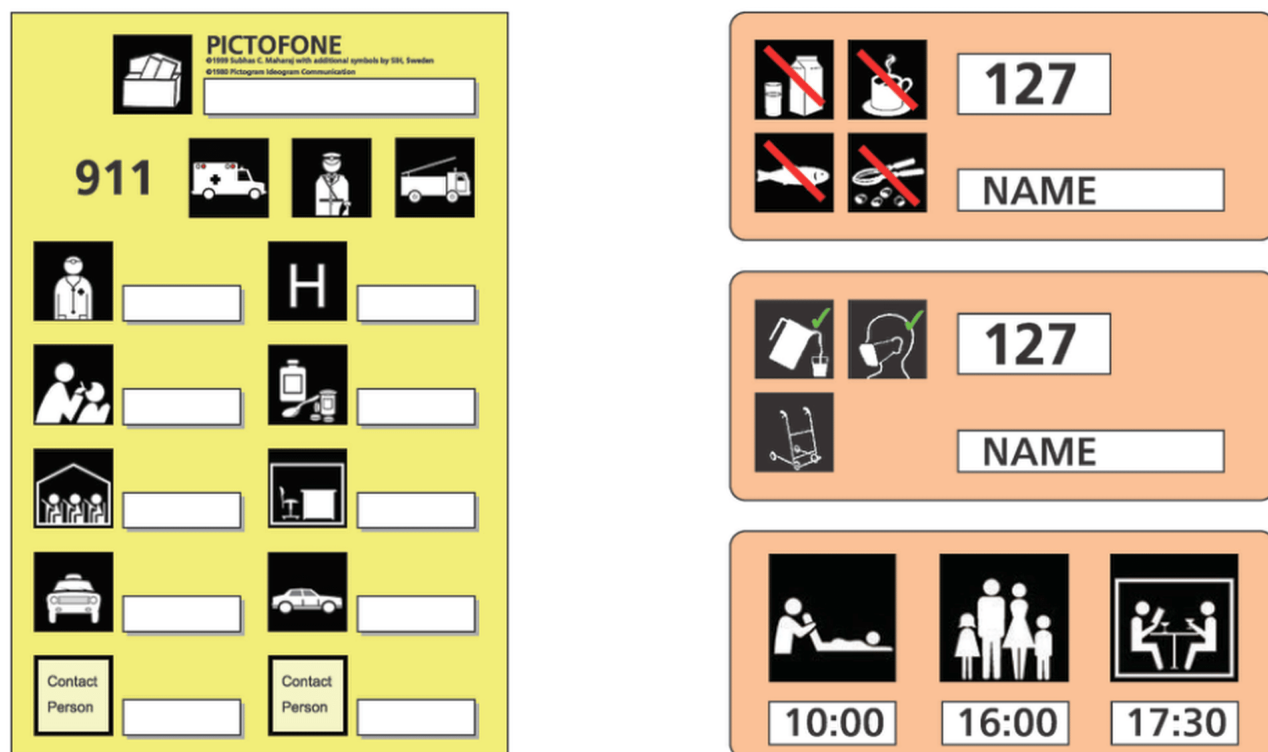 PICTOFONE
©1999 Subhas C. Maharaj with additional symbols by SIH, Sweden
©1980 Pictogram Ideogram Communication
911
H
Contact
Person
Contact
Person
127
NAME
127
NAME
10:00
16:00
17:30